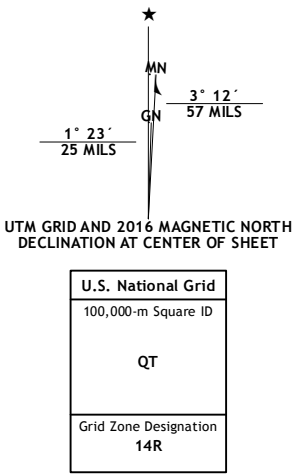 ★
MN
3° 12´
57 MILS
GN
1° 23´
25 MILS
UTM GRID AND 2016 MAGNETIC NORTH
DECLINATION AT CENTER OF SHEET
U.S. National Grid
100,000-m Square ID
QT
Grid Zone Designation
14R